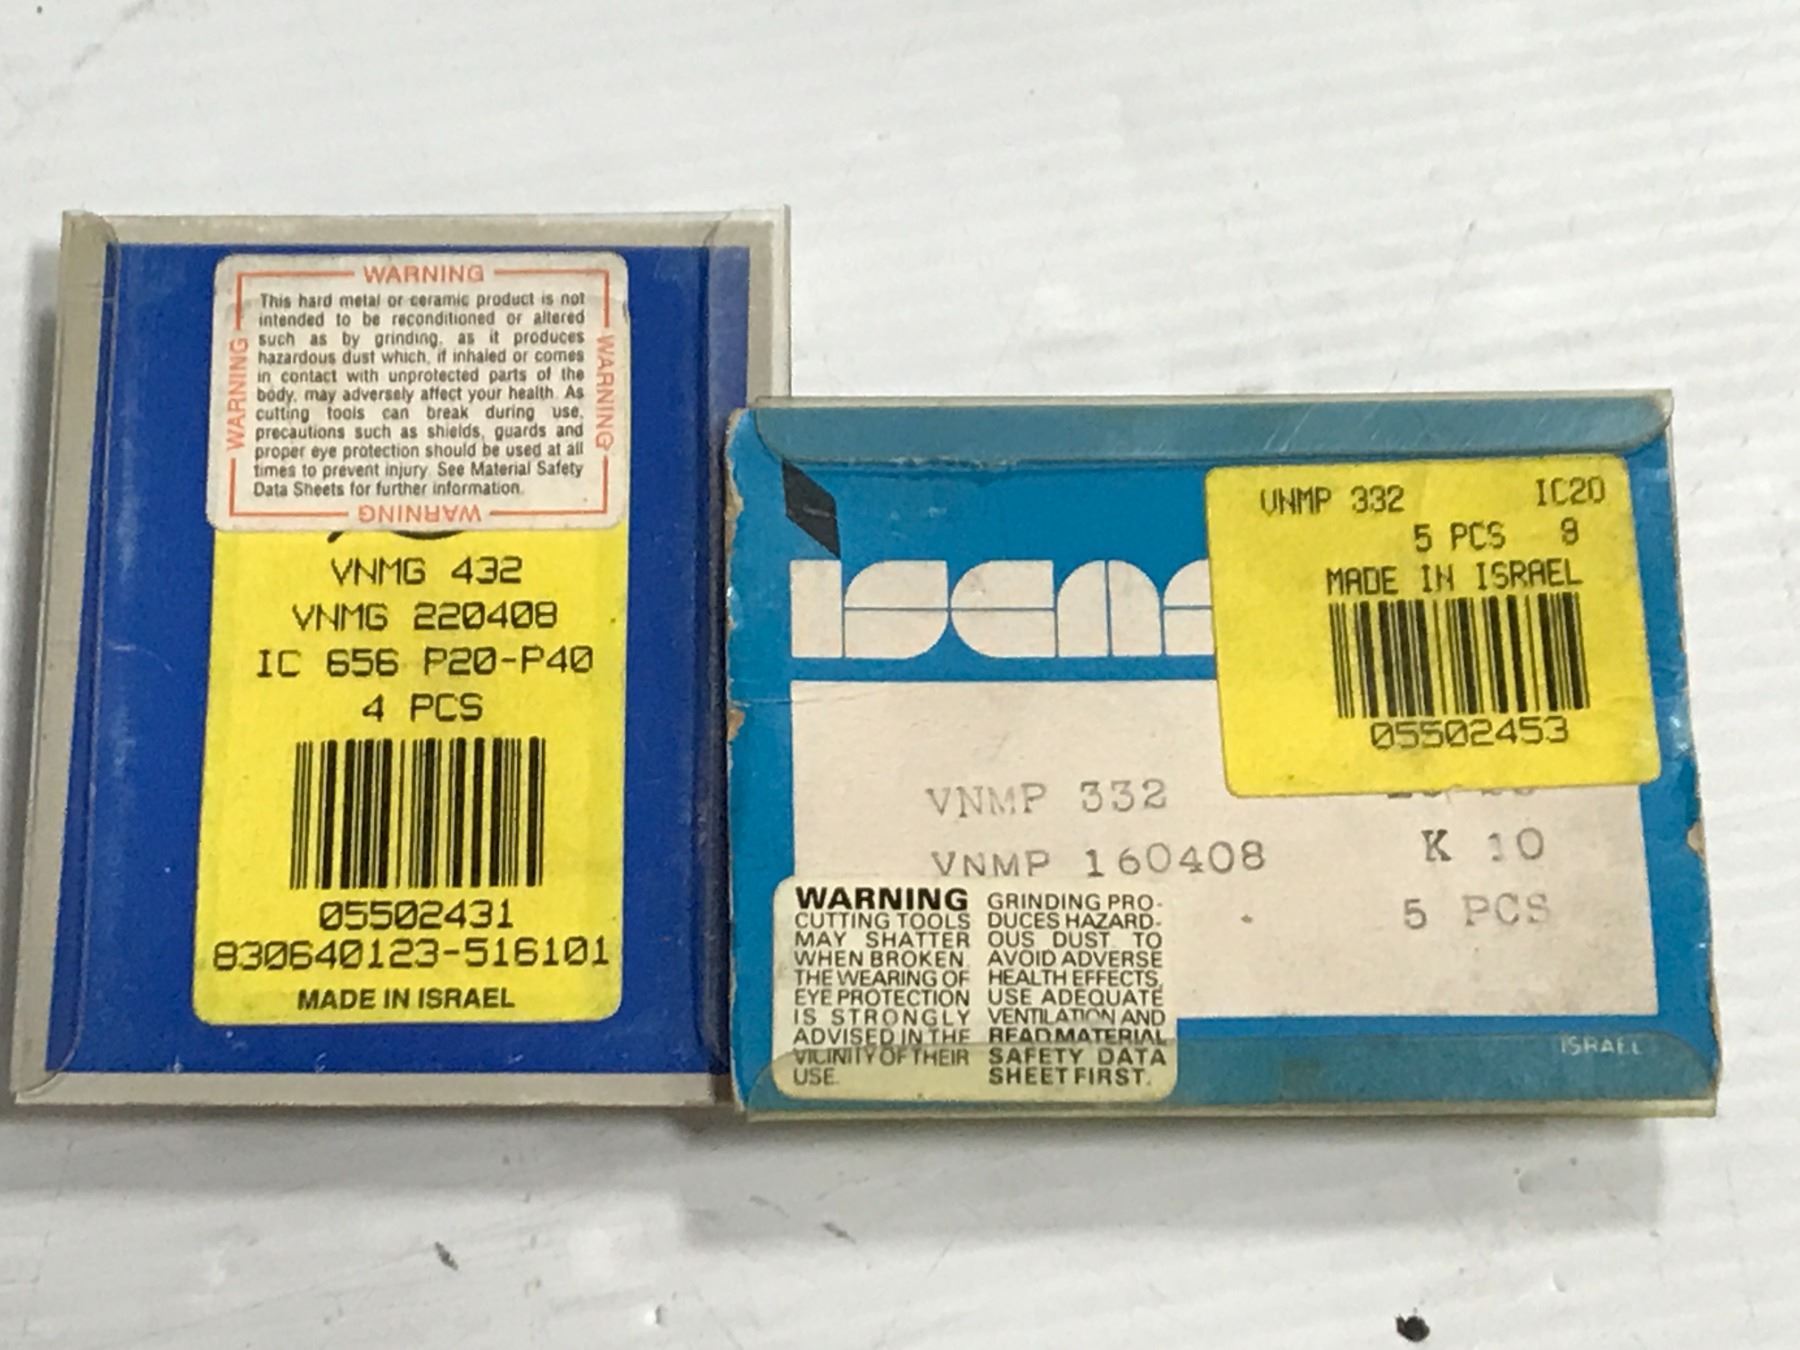 WARNING
This hard metal or ceramic product is not
intended to be reconditioned or altered
such as by grinding, as it produces
hazardous dust which, if inhaled or comes
in contact with unprotected parts of the
body, may adversely affect your health. As
cutting tools can break during use,
precautions such as shields, guards and
proper eye protection should be used at all
times to prevent injury. See Material Safety
Data Sheets for further information.
WARNING
WARNING
WARNING
VNMG 432
VNMG 220408
IC 656 P20-P40
4 PCS
05502431
830640123-516101
MADE IN ISRAEL
VNMP 332 IC20
5 PCS 8
MADE IN ISRAEL
05502453
VNMP 332
VNMP 160408 K 10
5 PCS
WARNING
CUTTING TOOLS
MAY SHATTER
WHEN BROKEN.
THE WEARING OF
EYE PROTECTION
IS STRONGLY
ADVISED IN THE
VICINITY OF THEIR
USE.
GRINDING PRO-
DUCES HAZARD-
OUS DUST. TO
AVOID ADVERSE
HEALTH EFFECTS,
USE ADEQUATE
VENTILATION AND
READ MATERIAL
SAFETY DATA
SHEET FIRST.
ISRAEL